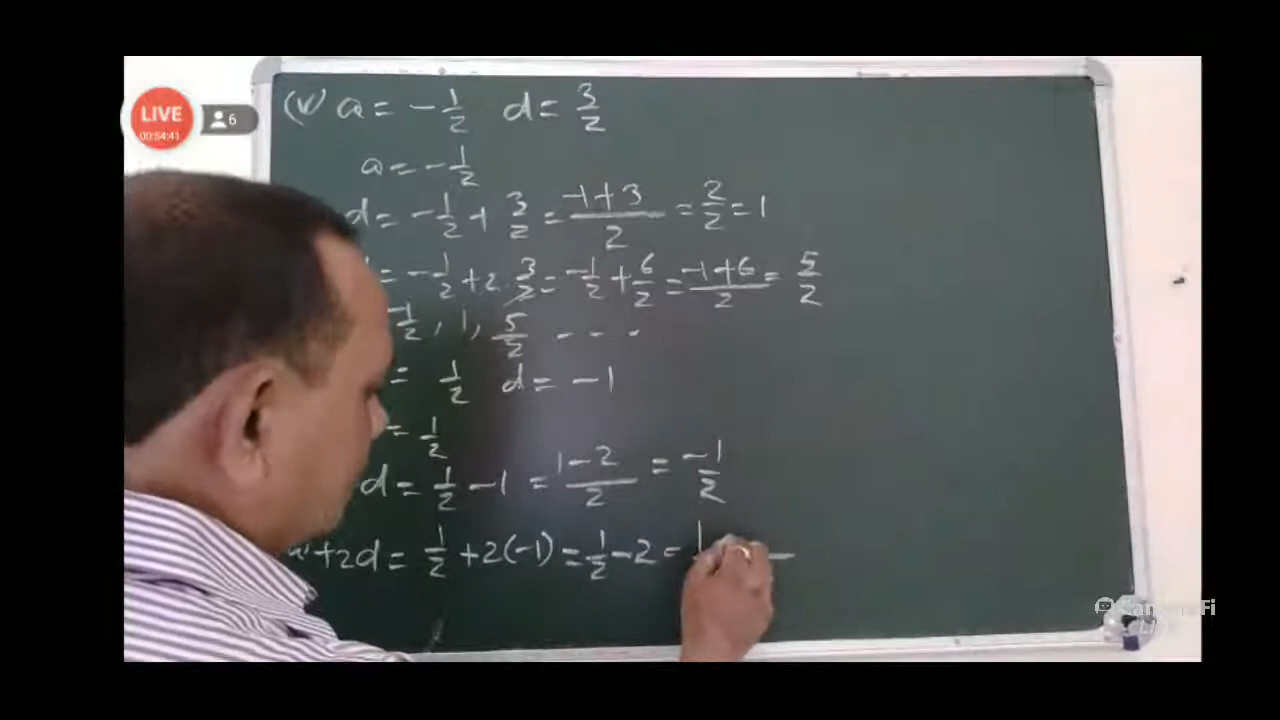 LIVE
00:54:41
6
(v) a = -1/2 d = 3/2
a = -1/2
d = -1/2 + 3/2 = (-1+3)/2 = 2/2 = 1
= -1/2 + 2. 3/2 = -1/2 + 6/2 = (-1+6)/2 = 5/2
-1/2, 1, 5/2 - - -
= 1/2 d = -1
= 1/2
d = 1/2 - 1 = (1-2)/2 = -1/2
a+2d = 1/2 + 2(-1) = 1/2 - 2 = 1